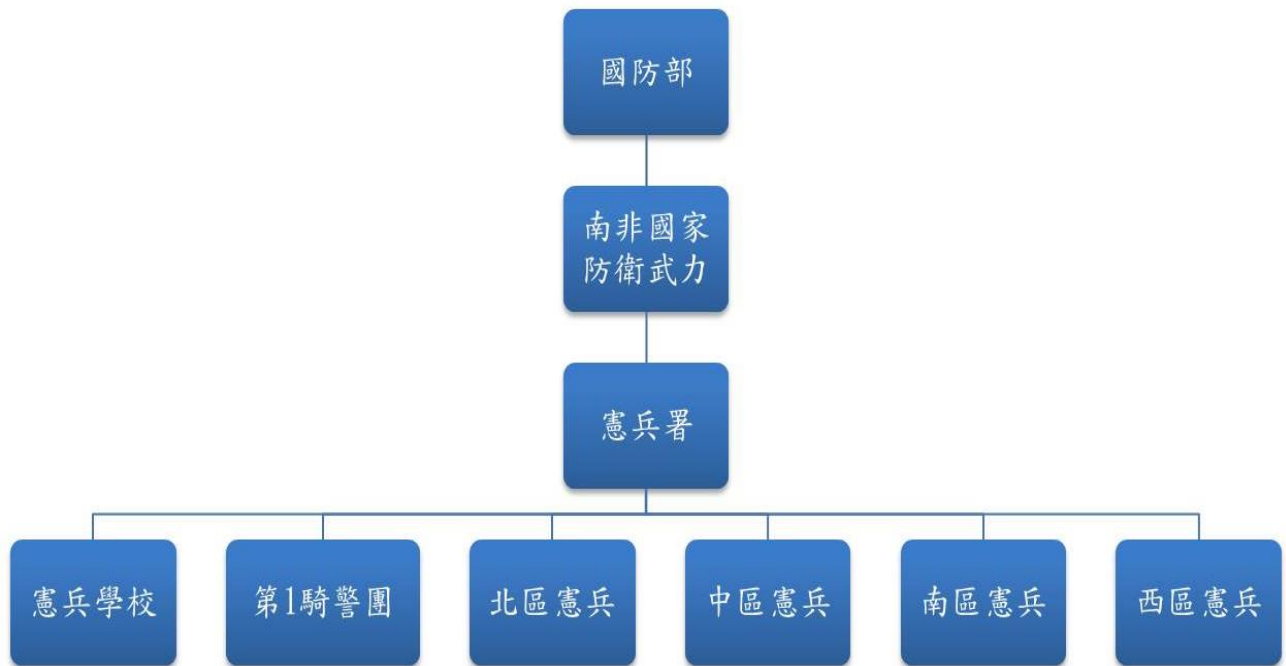 國防部
南非國家
防衛武力
憲兵署
憲兵學校
第1騎警團
北區憲兵
中區憲兵
南區憲兵
西區憲兵